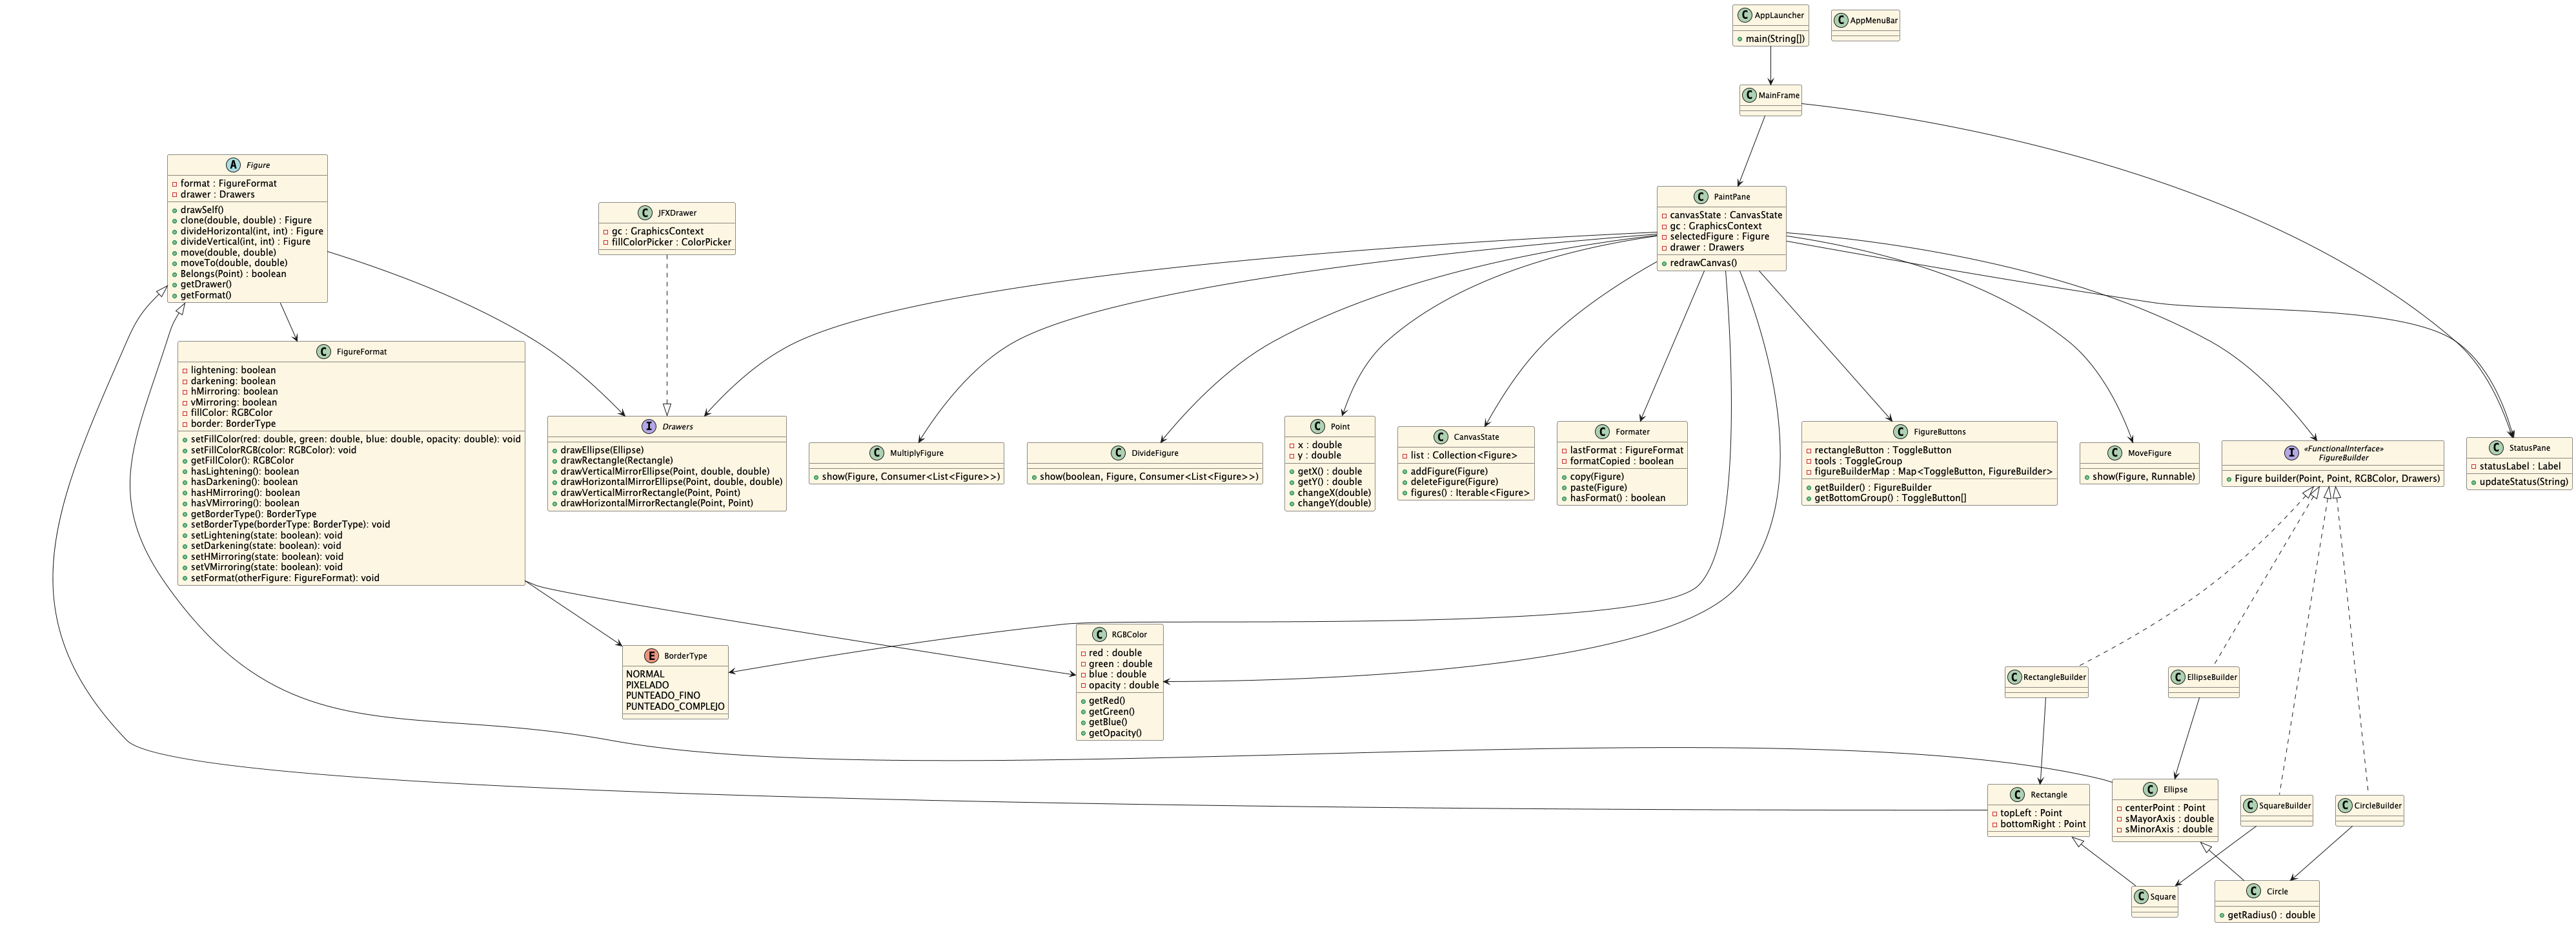 C AppLauncher
main(String[])
C AppMenuBar
C MainFrame
A Figure
format : FigureFormat
drawer : Drawers
drawSelf()
clone(double, double) : Figure
divideHorizontal(int, int) : Figure
divideVertical(int, int) : Figure
move(double, double)
moveTo(double, double)
Belongs(Point) : boolean
getDrawer()
getFormat()
C JFXDrawer
gc : GraphicsContext
fillColorPicker : ColorPicker
C PaintPane
canvasState : CanvasState
gc : GraphicsContext
selectedFigure : Figure
drawer : Drawers
redrawCanvas()
C FigureFormat
lightening: boolean
darkening: boolean
hMirroring: boolean
vMirroring: boolean
fillColor: RGBColor
border: BorderType
setFillColor(red: double, green: double, blue: double, opacity: double): void
setFillColorRGB(color: RGBColor): void
getFillColor(): RGBColor
hasLightening(): boolean
hasDarkening(): boolean
hasHMirroring(): boolean
hasVMirroring(): boolean
getBorderType(): BorderType
setBorderType(borderType: BorderType): void
setLightening(state: boolean): void
setDarkening(state: boolean): void
setHMirroring(state: boolean): void
setVMirroring(state: boolean): void
setFormat(otherFigure: FigureFormat): void
I Drawers
drawEllipse(Ellipse)
drawRectangle(Rectangle)
drawVerticalMirrorEllipse(Point, double, double)
drawHorizontalMirrorEllipse(Point, double, double)
drawVerticalMirrorRectangle(Point, Point)
drawHorizontalMirrorRectangle(Point, Point)
C MultiplyFigure
show(Figure, Consumer<List<Figure>>)
C DivideFigure
show(boolean, Figure, Consumer<List<Figure>>)
C Point
x : double
y : double
getX() : double
getY() : double
changeX(double)
changeY(double)
C CanvasState
list : Collection<Figure>
addFigure(Figure)
deleteFigure(Figure)
figures() : Iterable<Figure>
C Formater
lastFormat : FigureFormat
formatCopied : boolean
copy(Figure)
paste(Figure)
hasFormat() : boolean
C FigureButtons
rectangleButton : ToggleButton
tools : ToggleGroup
figureBuilderMap : Map<ToggleButton, FigureBuilder>
getBuilder() : FigureBuilder
getBottomGroup() : ToggleButton[]
C MoveFigure
show(Figure, Runnable)
I «FunctionalInterface»
FigureBuilder
Figure builder(Point, Point, RGBColor, Drawers)
C StatusPane
statusLabel : Label
updateStatus(String)
E BorderType
NORMAL
PIXELADO
PUNTEADO_FINO
PUNTEADO_COMPLEJO
C RGBColor
red : double
green : double
blue : double
opacity : double
getRed()
getGreen()
getBlue()
getOpacity()
C RectangleBuilder
C EllipseBuilder
C Rectangle
topLeft : Point
bottomRight : Point
C Ellipse
centerPoint : Point
sMayorAxis : double
sMinorAxis : double
C SquareBuilder
C CircleBuilder
C Square
C Circle
getRadius() : double